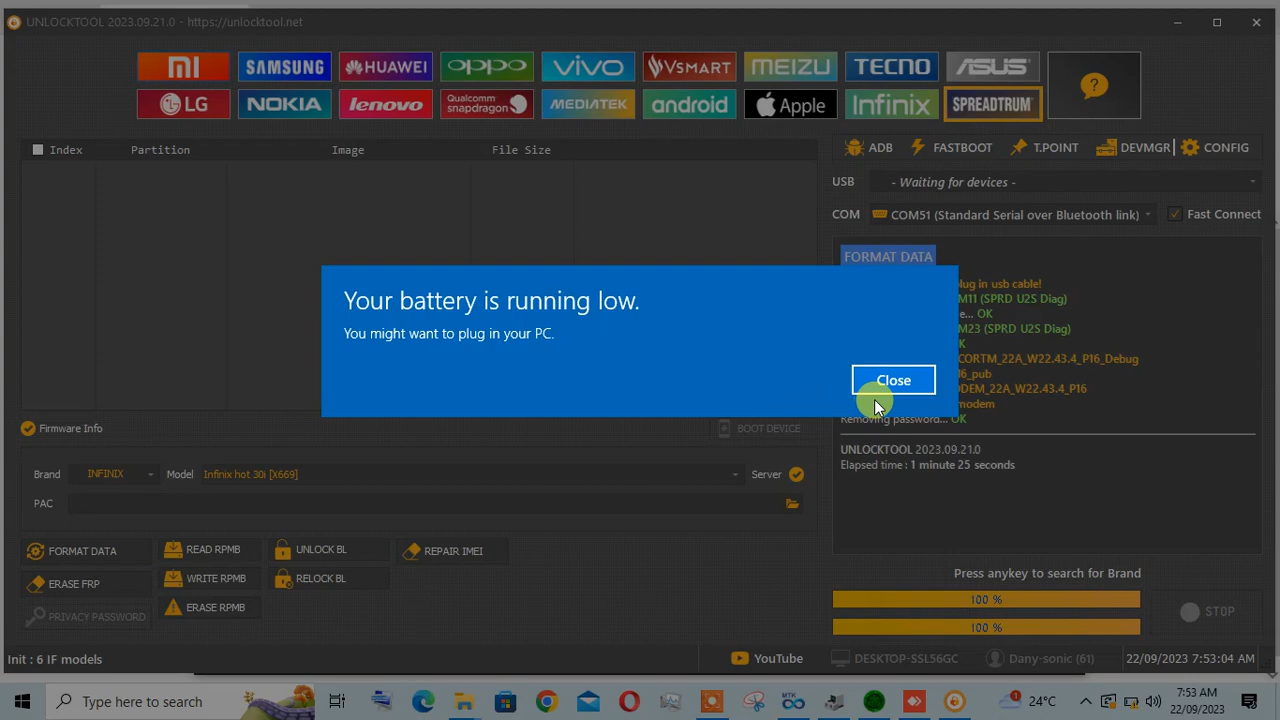 UNLOCKTOOL 2023.09.21.0 - https://unlocktool.net
mi SAMSUNG HUAWEI oppo vivo VSMART MEIZU TECNO ASUS
LG NOKIA lenovo Qualcomm snapdragon MEDIATEK android Apple Infinix SPREADTRUM ?
Index Partition Image File Size
ADB FASTBOOT T.POINT DEVMGR CONFIG
USB - Waiting for devices -
COM COM51 (Standard Serial over Bluetooth link) Fast Connect
FORMAT DATA
lug in usb cable!
M11 (SPRD U2S Diag)
e... OK
M23 (SPRD U2S Diag)
K
CORTM_22A_W22.43.4_P16_Debug
16_pub
DEM_22A_W22.43.4_P16
modem
Removing password... OK
UNLOCKTOOL 2023.09.21.0
Elapsed time : 1 minute 25 seconds
Your battery is running low.
You might want to plug in your PC.
Close
Firmware Info BOOT DEVICE
Brand INFINIX Model Infinix hot 30i [X669] Server
PAC
FORMAT DATA READ RPMB UNLOCK BL REPAIR IMEI
ERASE FRP WRITE RPMB RELOCK BL
PRIVACY PASSWORD ERASE RPMB
Press anykey to search for Brand
100 %
100 %
STOP
Init : 6 IF models YouTube DESKTOP-SSL56GC Dany-sonic (61) 22/09/2023 7:53:04 AM
Type here to search
MTK
1
24°C
7:53 AM
22/09/2023